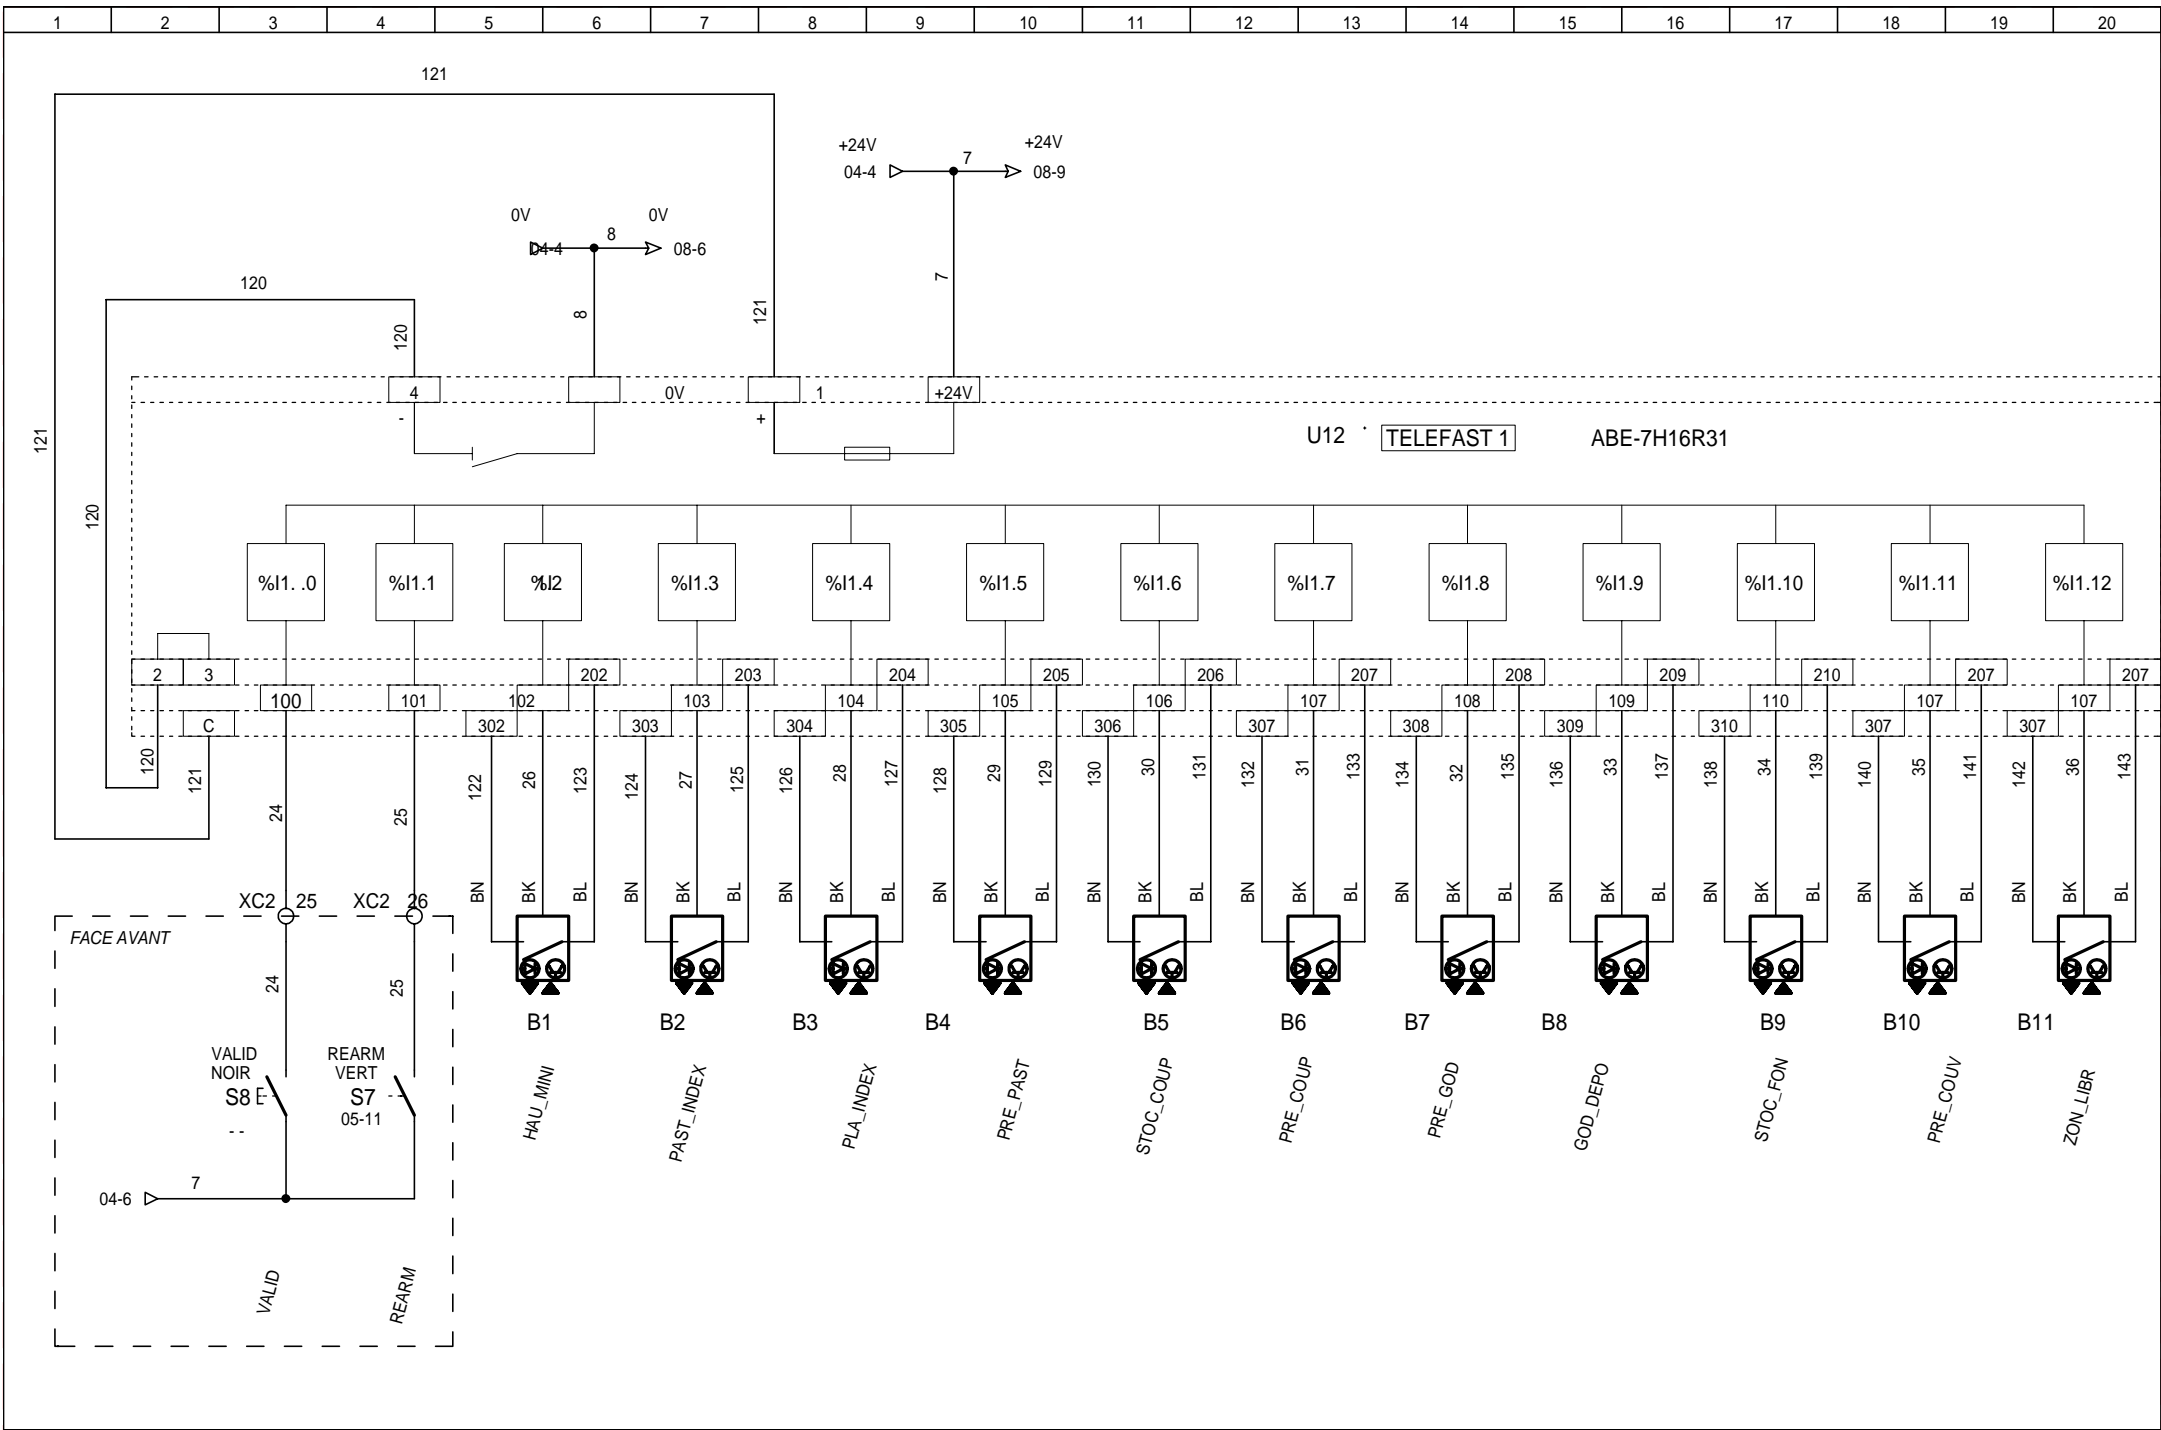 1 2 3 4 5 6 7 8 9 10 11 12 13 14 15 16 17 18 19 20
121
+24V 7 +24V
04-4 08-9
0V 0V
04-4 8 08-6
120
7
120 8 121
4 0V 1 +24V
- +
U12 TELEFAST 1 ABE-7H16R31
121
120
%I1. .0 %I1.1 %I1.2 %I1.3 %I1.4 %I1.5 %I1.6 %I1.7 %I1.8 %I1.9 %I1.10 %I1.11 %I1.12
2 3 202 203 204 205 206 207 208 209 210 207 207
100 101 102 103 104 105 106 107 108 109 110 107 107
C 302 303 304 305 306 307 308 309 310 307 307
120 121 24 25 122 26 123 124 27 125 126 28 127 128 29 129 130 30 131 132 31 133 134 32 135 136 33 137 138 34 139 140 35 141 142 36 143
BN BK BL BN BK BL BN BK BL BN BK BL BN BK BL BN BK BL BN BK BL BN BK BL BN BK BL BN BK BL BN BK BL
XC2 25 XC2 26
FACE AVANT
24 25
B1 B2 B3 B4 B5 B6 B7 B8 B9 B10 B11
VALID REARM
NOIR VERT
S8 S7
- - 05-11
HAU_MINI PAST_INDEX PLA_INDEX PRE_PAST STOC_COUP PRE_COUP PRE_GOD GOD_DEPO STOC_FON PRE_COUV ZON_LIBR
04-6 7
VALID REARM